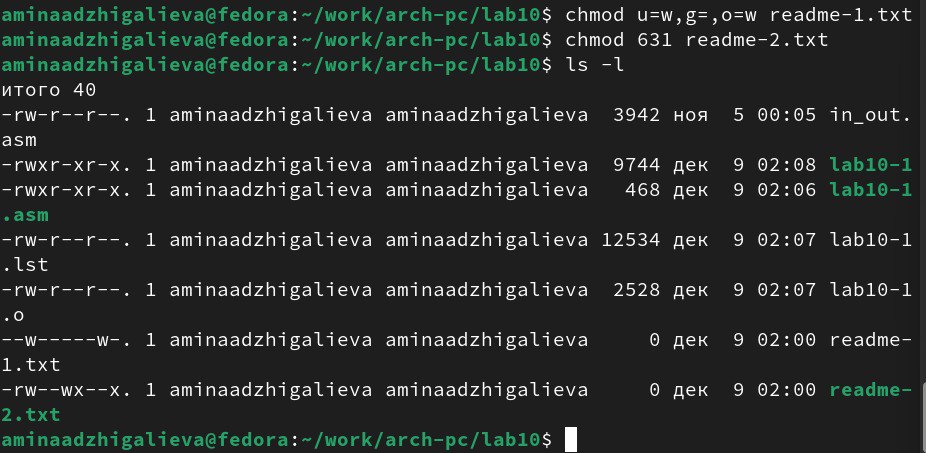 aminaadzhigalieva@fedora:~/work/arch-pc/lab10$ chmod u=w,g=,o=w readme-1.txt
aminaadzhigalieva@fedora:~/work/arch-pc/lab10$ chmod 631 readme-2.txt
aminaadzhigalieva@fedora:~/work/arch-pc/lab10$ ls -l
итого 40
-rw-r--r--. 1 aminaadzhigalieva aminaadzhigalieva  3942 ноя  5 00:05 in_out.
asm
-rwxr-xr-x. 1 aminaadzhigalieva aminaadzhigalieva  9744 дек  9 02:08 lab10-1
-rwxr-xr-x. 1 aminaadzhigalieva aminaadzhigalieva   468 дек  9 02:06 lab10-1
.asm
-rw-r--r--. 1 aminaadzhigalieva aminaadzhigalieva 12534 дек  9 02:07 lab10-1
.lst
-rw-r--r--. 1 aminaadzhigalieva aminaadzhigalieva  2528 дек  9 02:07 lab10-1
.o
--w-----w-. 1 aminaadzhigalieva aminaadzhigalieva     0 дек  9 02:00 readme-
1.txt
-rw--wx--x. 1 aminaadzhigalieva aminaadzhigalieva     0 дек  9 02:00 readme-
2.txt
aminaadzhigalieva@fedora:~/work/arch-pc/lab10$